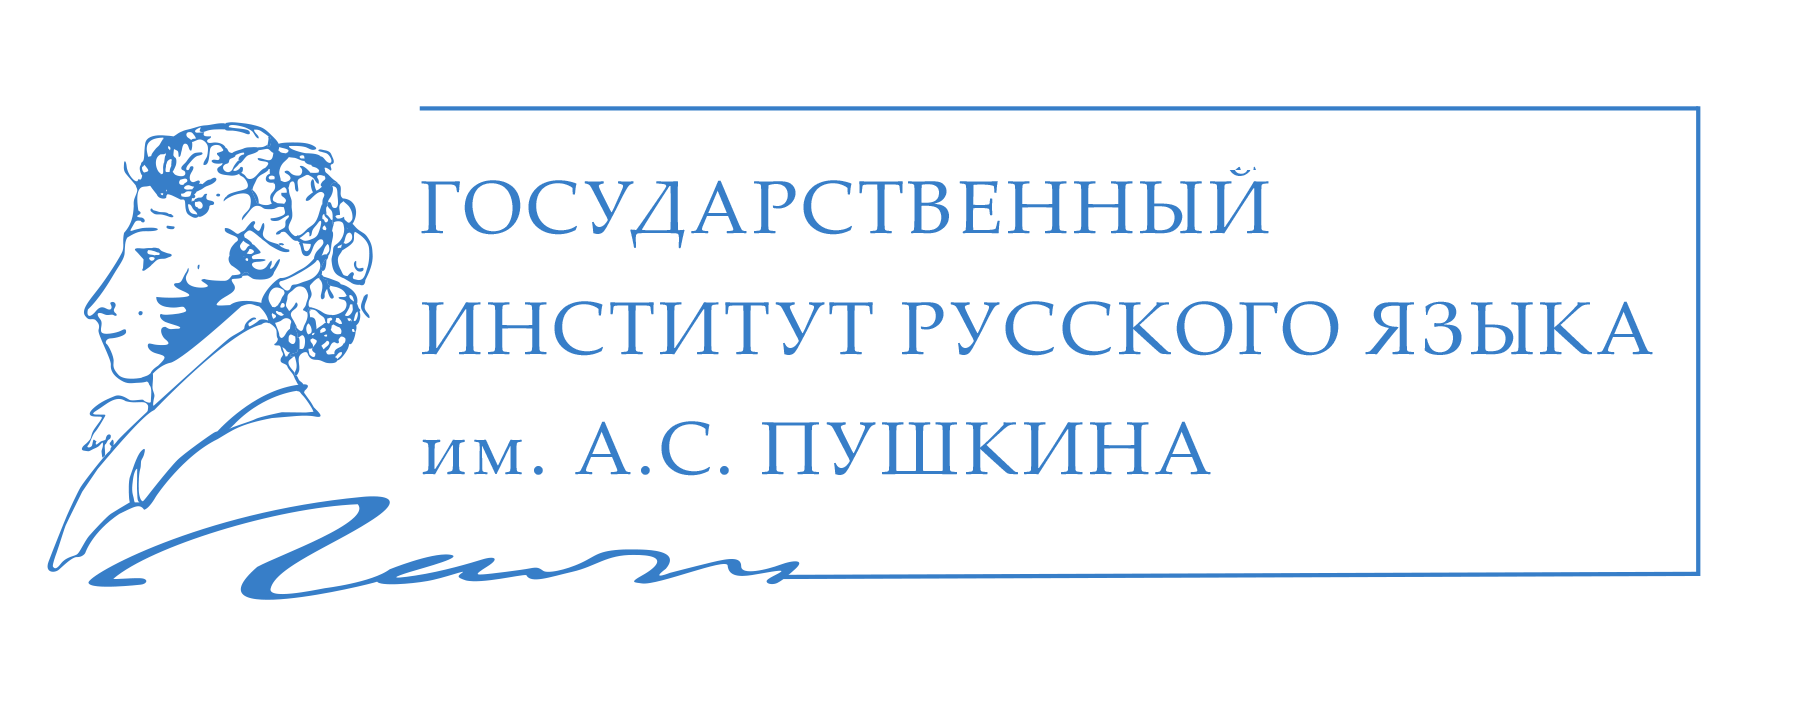 ГОСУДАРСТВЕННЫЙ
ИНСТИТУТ РУССКОГО ЯЗЫКА
им. А.С. ПУШКИНА